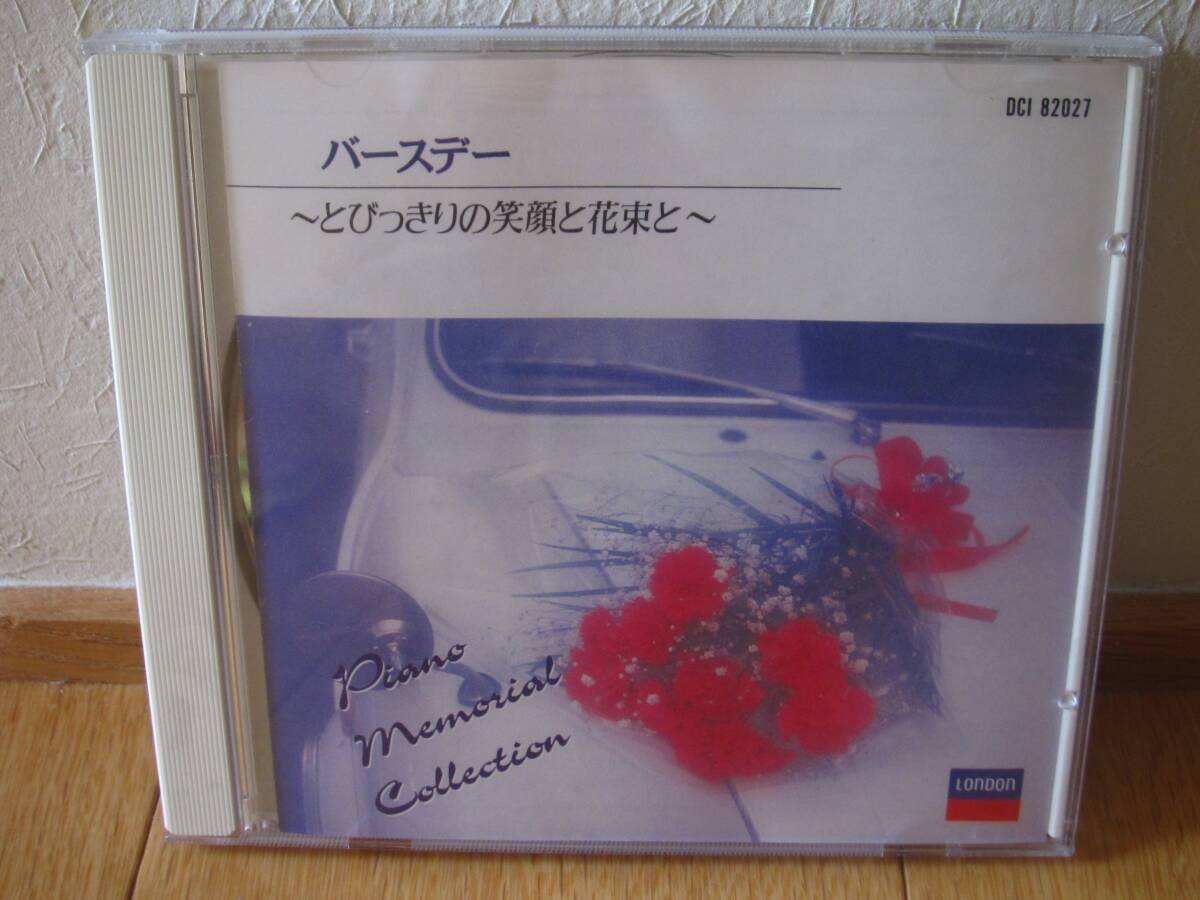 DCI 82027
バースデー
～とびっきりの笑顔と花束と～
Piano
Memorial
Collection
LONDON